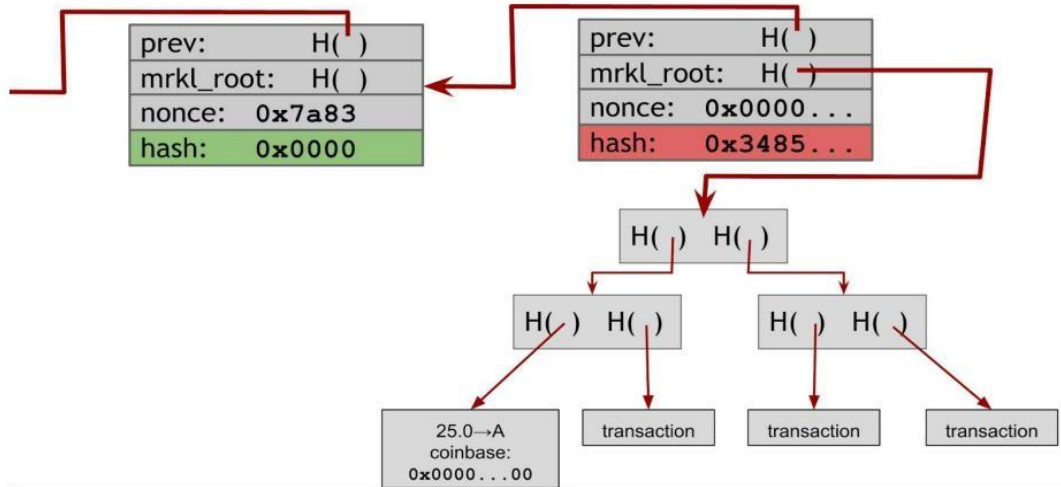 prev: H( )
mrkl_root: H( )
nonce: 0x7a83
hash: 0x0000
prev: H( )
mrkl_root: H( )
nonce: 0x0000...
hash: 0x3485...
H( ) H( )
H( ) H( )
H( ) H( )
25.0→A
coinbase:
0x0000...00
transaction
transaction
transaction